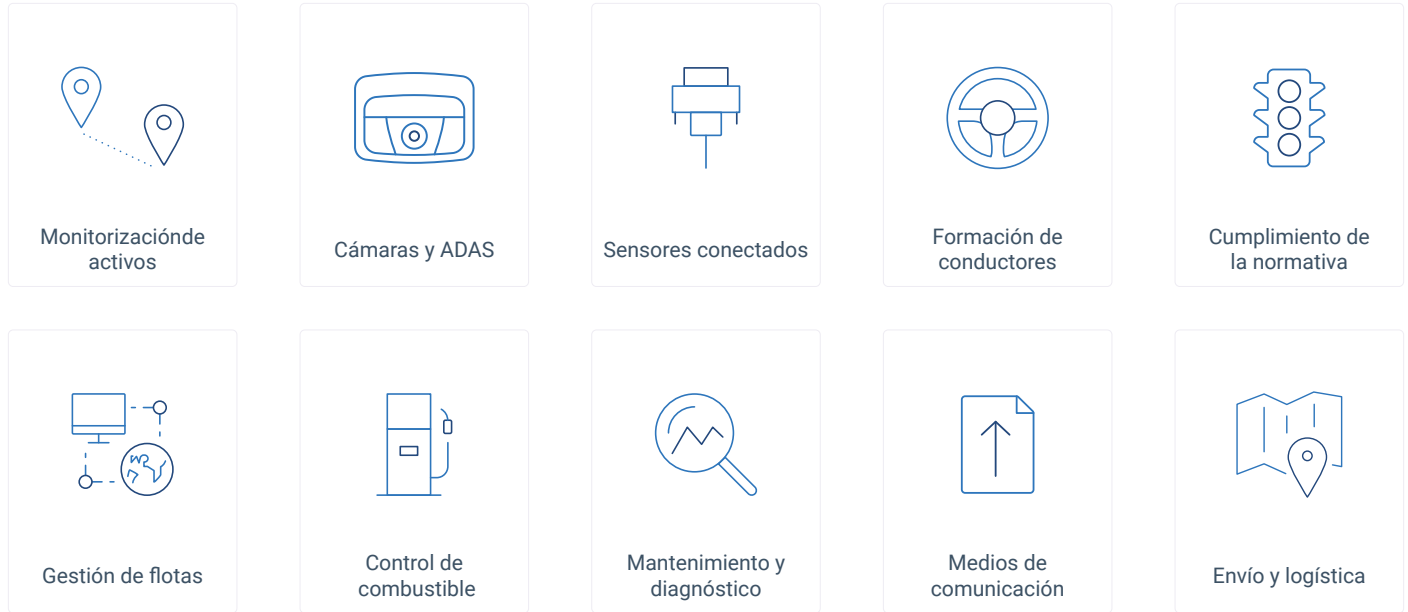 Monitorizaciónde
activos
Cámaras y ADAS
Sensores conectados
Formación de
conductores
Cumplimiento de
la normativa
Gestión de flotas
Control de
combustible
Mantenimiento y
diagnóstico
Medios de
comunicación
Envío y logística